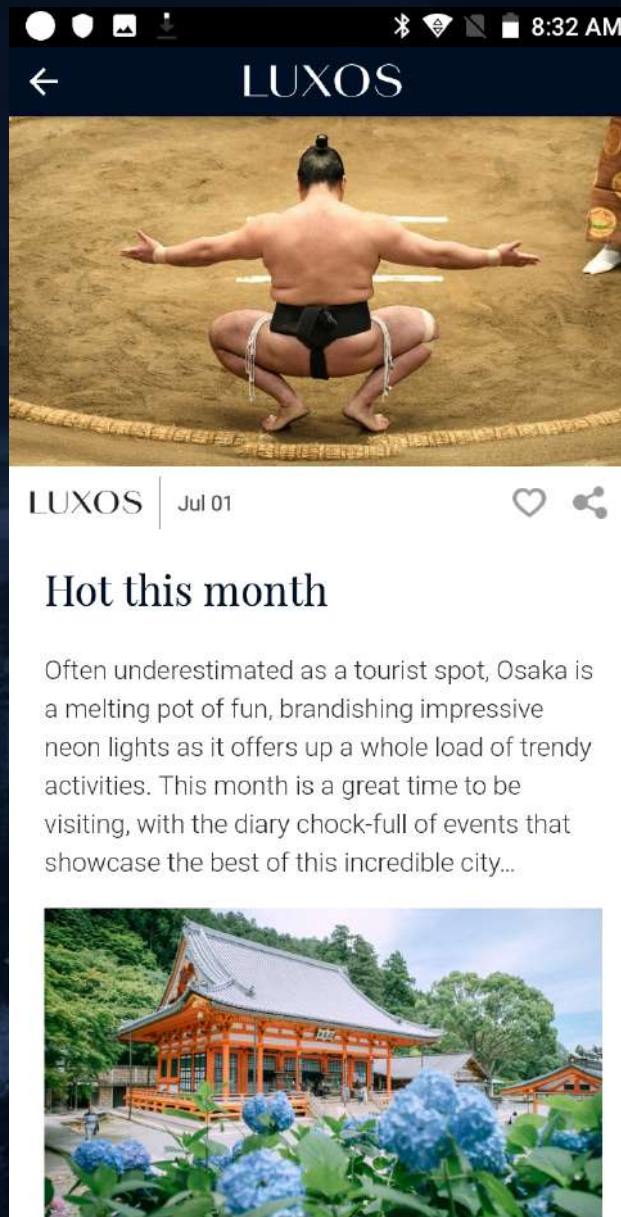 8:32 AM
LUXOS
LUXOS
Jul 01
Hot this month
Often underestimated as a tourist spot, Osaka is
a melting pot of fun, brandishing impressive
neon lights as it offers up a whole load of trendy
activities. This month is a great time to be
visiting, with the diary chock-full of events that
showcase the best of this incredible city...